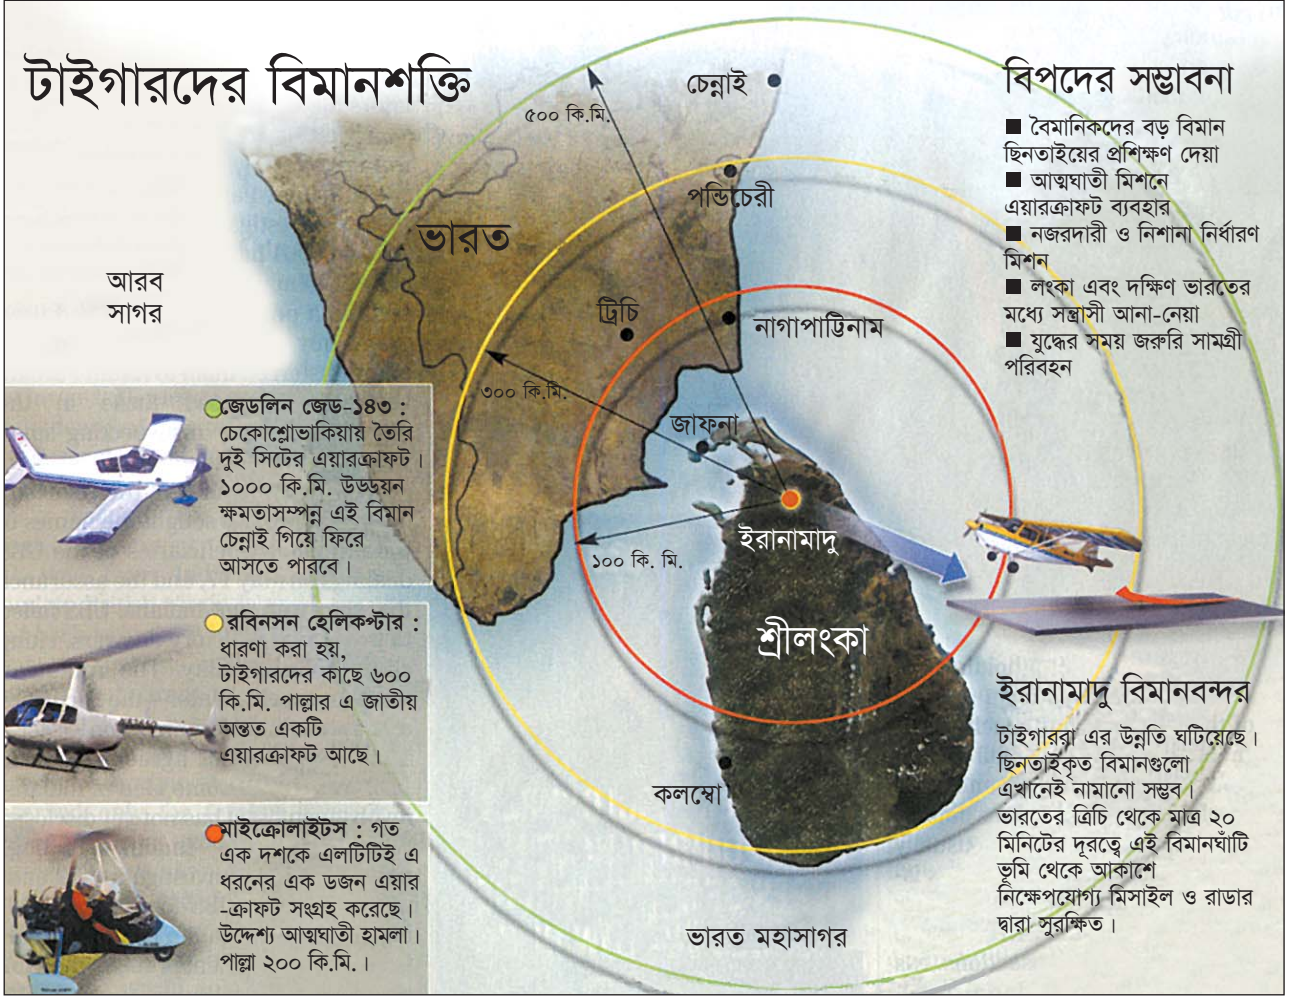 টাইগারদের বিমানশক্তি
৫০০ কি.মি.
চেন্নাই
পন্ডিচেরী
ভারত
আরব
সাগর
ট্রিচি
নাগাপাট্টিনাম
৩০০ কি.মি.
জাফনা
ইরানামাদু
১০০ কি. মি.
শ্রীলংকা
কলম্বো
ভারত মহাসাগর
জেডলিন জেড-১৪৩ :
চেকোশ্লোভাকিয়ায় তৈরি
দুই সিটের এয়ারক্রাফট।
১০০০ কি.মি. উড্ডয়ন
ক্ষমতাসম্পন্ন এই বিমান
চেন্নাই গিয়ে ফিরে
আসতে পারবে।
রবিনসন হেলিকপ্টার :
ধারণা করা হয়,
টাইগারদের কাছে ৬০০
কি.মি. পাল্লার এ জাতীয়
অন্তত একটি
এয়ারক্রাফট আছে।
মাইক্রোলাইটস : গত
এক দশকে এলটিটিই এ
ধরনের এক ডজন এয়ার
-ক্রাফট সংগ্রহ করেছে।
উদ্দেশ্য আত্মঘাতী হামলা।
পাল্লা ২০০ কি.মি.।
বিপদের সম্ভাবনা
■ বৈমানিকদের বড় বিমান
ছিনতাইয়ের প্রশিক্ষণ দেয়া
■ আত্মঘাতী মিশনে
এয়ারক্রাফট ব্যবহার
■ নজরদারী ও নিশানা নির্ধারণ
মিশন
■ লংকা এবং দক্ষিণ ভারতের
মধ্যে সন্ত্রাসী আনা-নেয়া
■ যুদ্ধের সময় জরুরি সামগ্রী
পরিবহন
ইরানামাদু বিমানবন্দর
টাইগাররা এর উন্নতি ঘটিয়েছে।
ছিনতাইকৃত বিমানগুলো
এখানেই নামানো সম্ভব।
ভারতের ত্রিচি থেকে মাত্র ২০
মিনিটের দূরত্বে এই বিমানঘাঁটি
ভূমি থেকে আকাশে
নিক্ষেপযোগ্য মিসাইল ও রাডার
দ্বারা সুরক্ষিত।